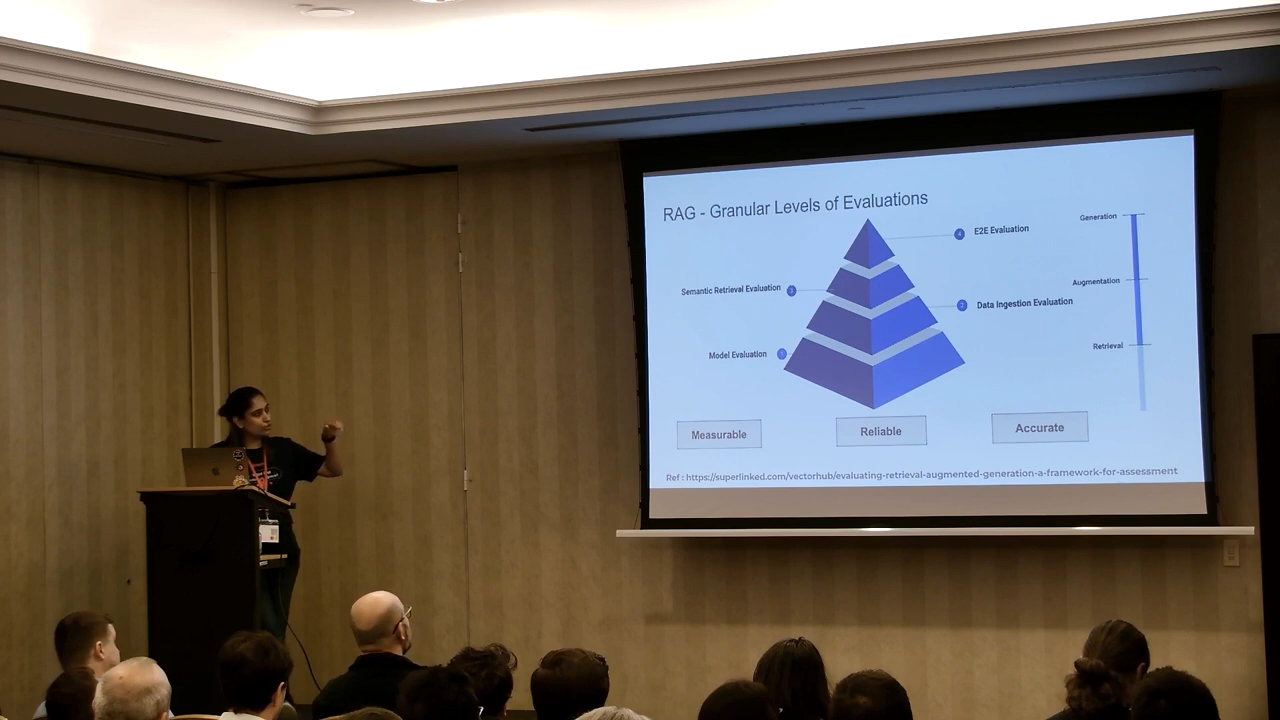 RAG - Granular Levels of Evaluations
4
E2E Evaluation
Generation
Semantic Retrieval Evaluation
3
Augmentation
2
Data Ingestion Evaluation
Model Evaluation
1
Retrieval
Measurable
Reliable
Accurate
Ref : https://superlinked.com/vectorhub/evaluating-retrieval-augmented-generation-a-framework-for-assessment